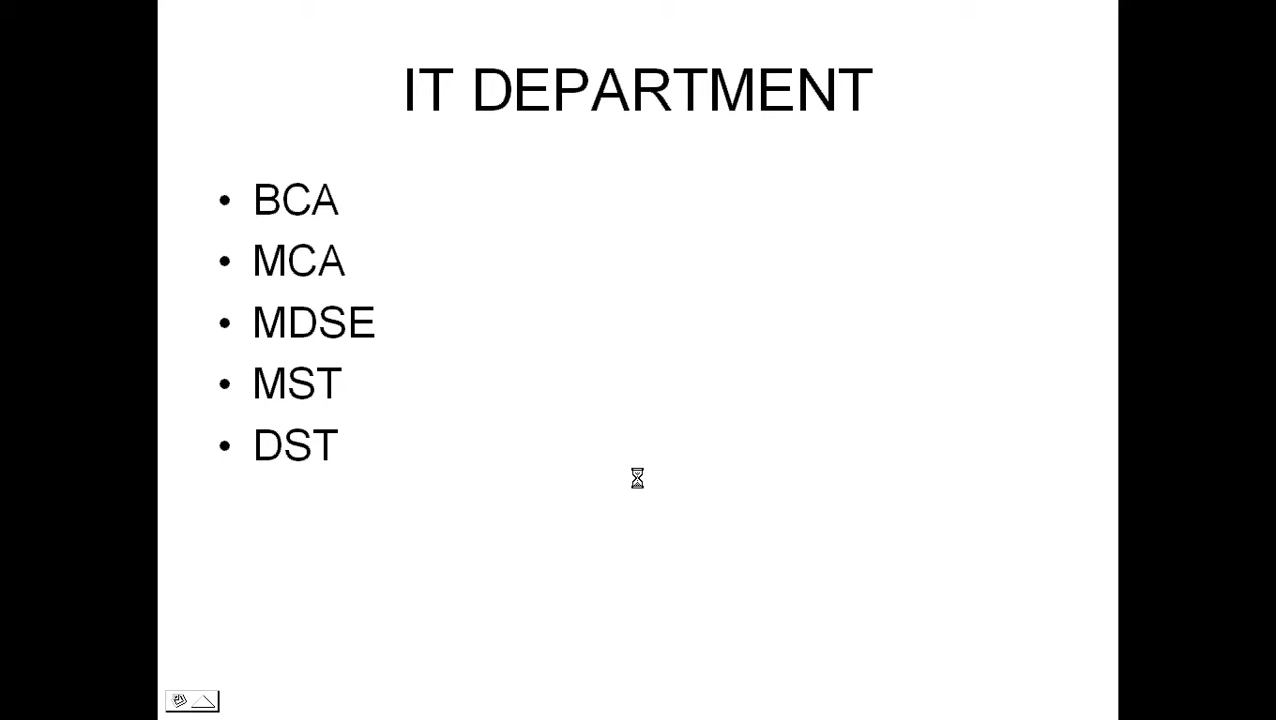 IT DEPARTMENT
• BCA
• MCA
• MDSE
• MST
• DST